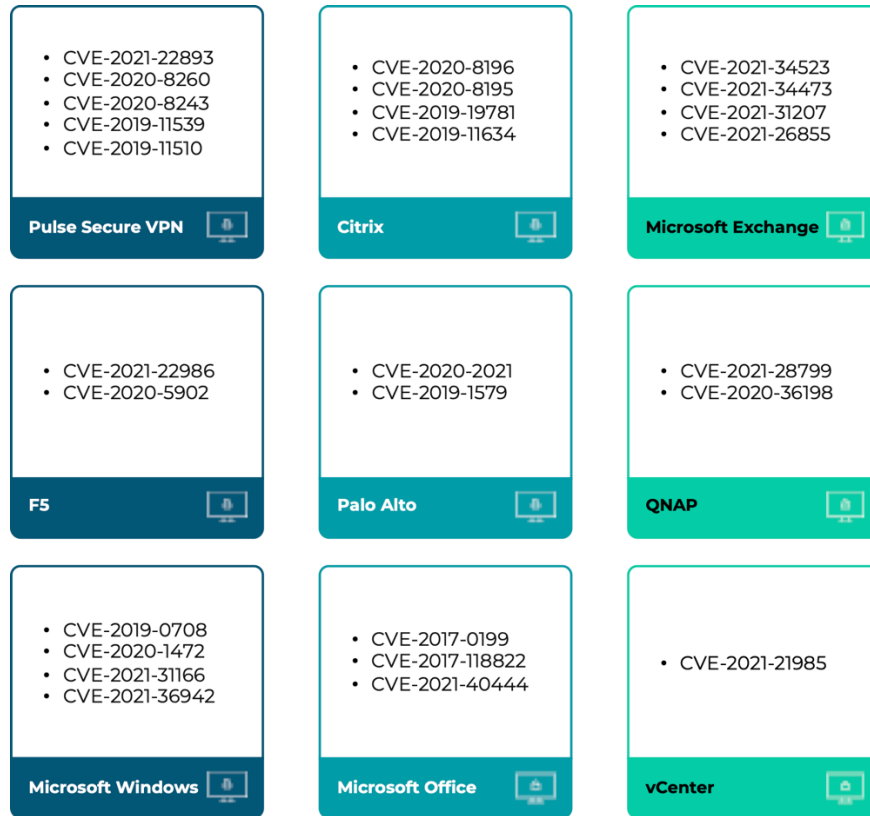 • CVE-2021-22893
• CVE-2020-8260
• CVE-2020-8243
• CVE-2019-11539
• CVE-2019-11510
Pulse Secure VPN
• CVE-2020-8196
• CVE-2020-8195
• CVE-2019-19781
• CVE-2019-11634
Citrix
• CVE-2021-34523
• CVE-2021-34473
• CVE-2021-31207
• CVE-2021-26855
Microsoft Exchange
• CVE-2021-22986
• CVE-2020-5902
F5
• CVE-2020-2021
• CVE-2019-1579
Palo Alto
• CVE-2021-28799
• CVE-2020-36198
QNAP
• CVE-2019-0708
• CVE-2020-1472
• CVE-2021-31166
• CVE-2021-36942
Microsoft Windows
• CVE-2017-0199
• CVE-2017-118822
• CVE-2021-40444
Microsoft Office
• CVE-2021-21985
vCenter